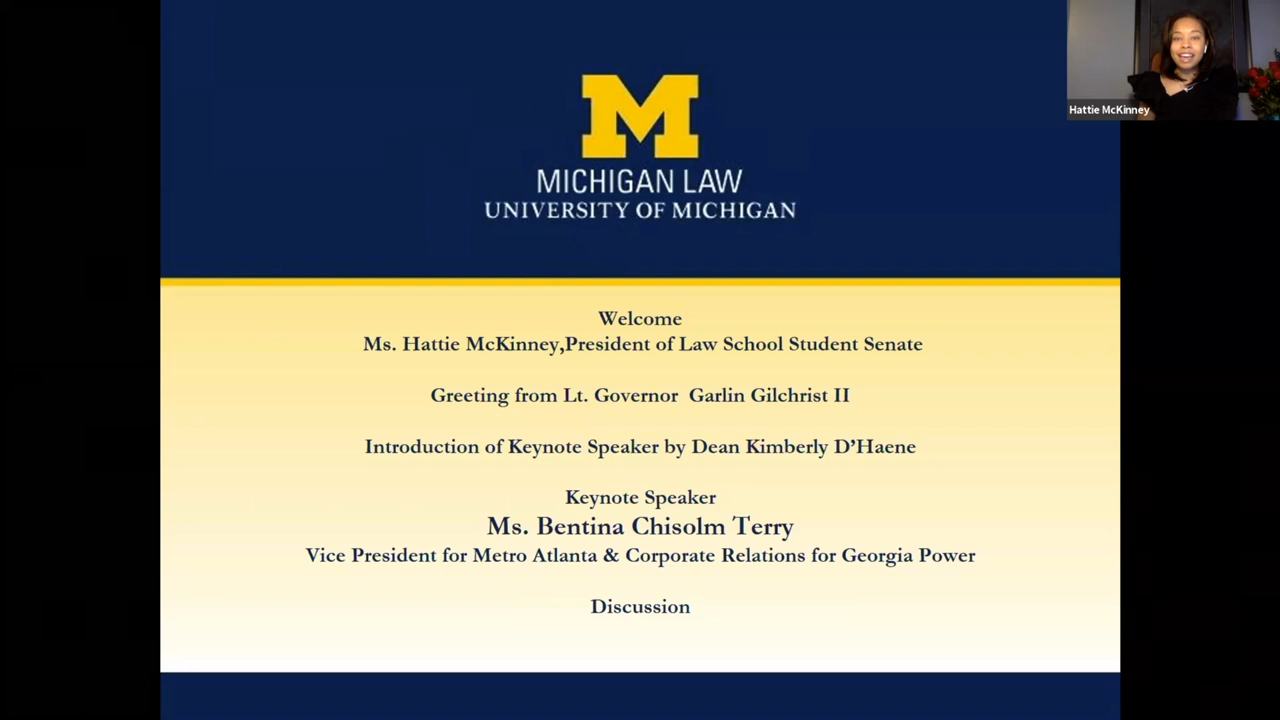 Hattie McKinney
M
MICHIGAN LAW
UNIVERSITY OF MICHIGAN
Welcome
Ms. Hattie McKinney,President of Law School Student Senate
Greeting from Lt. Governor  Garlin Gilchrist II
Introduction of Keynote Speaker by Dean Kimberly D’Haene
Keynote Speaker
Ms. Bentina Chisolm Terry
Vice President for Metro Atlanta & Corporate Relations for Georgia Power
Discussion